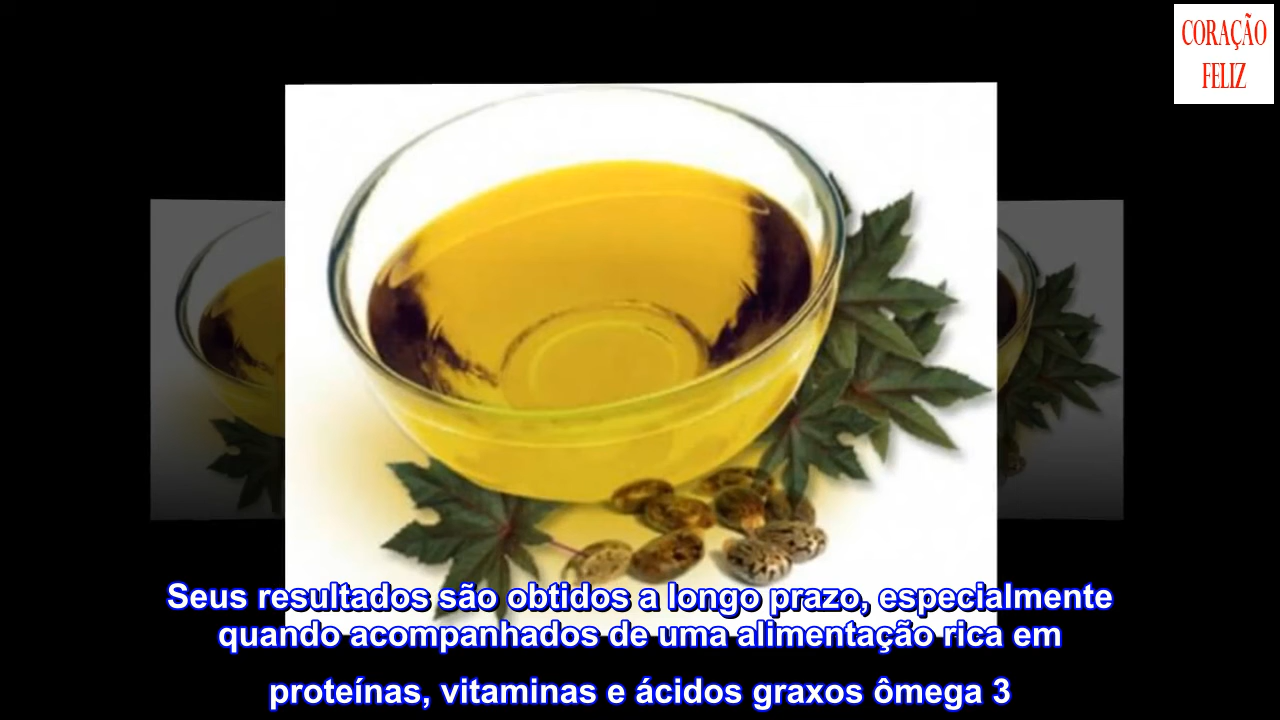 CORAÇÃO
FELIZ
Seus resultados são obtidos a longo prazo, especialmente
quando acompanhados de uma alimentação rica em
proteínas, vitaminas e ácidos graxos ômega 3